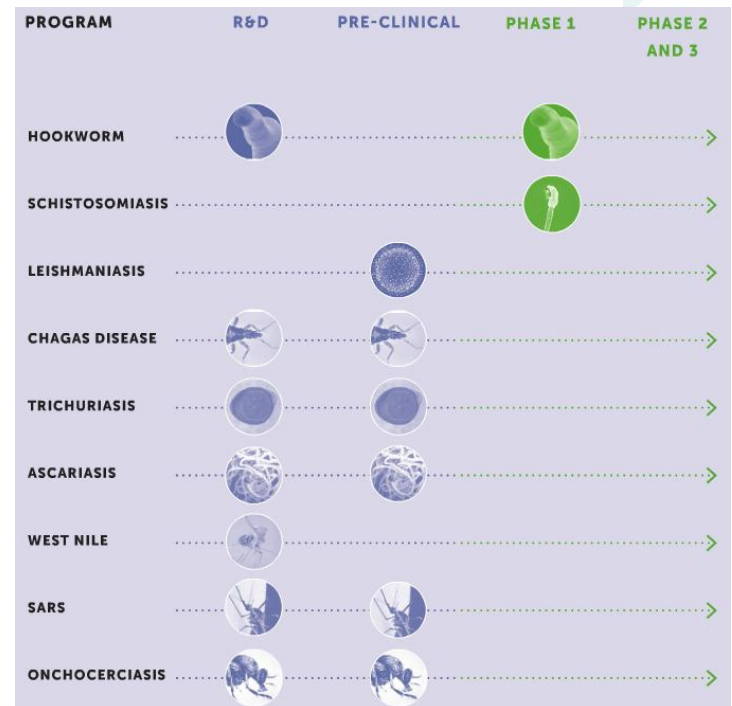 PROGRAM R&D PRE-CLINICAL PHASE 1 PHASE 2 AND 3
HOOKWORM
SCHISTOSOMIASIS
LEISHMANIASIS
CHAGAS DISEASE
TRICHURIASIS
ASCARIASIS
WEST NILE
SARS
ONCHOCERCIASIS